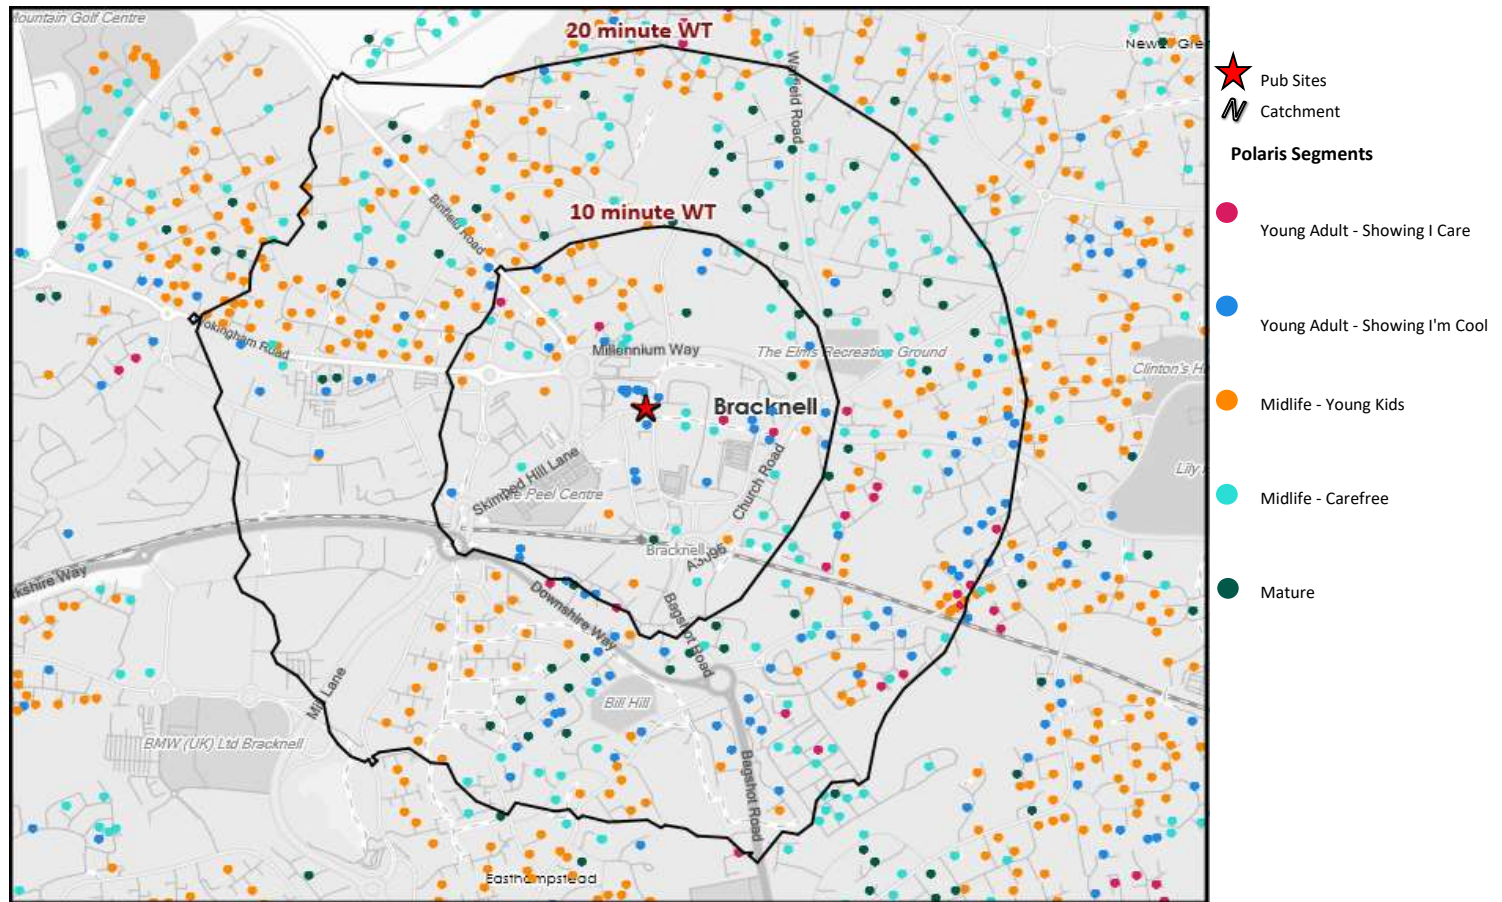 Mountain Golf Centre
20 minute WT
Warfield Road
Pub Sites
Catchment
Polaris Segments
Young Adult - Showing I Care
Young Adult - Showing I'm Cool
Midlife - Young Kids
Midlife - Carefree
Mature
Binfield Road
10 minute WT
Wokingham Road
Millennium Way
The Elms Recreation Ground
Clinton's
Bracknell
Skimped Hill Lane
The Peel Centre
Church Road
Lily
Bracknell
A3095
Downshire Way
Bagshot Road
Bill Hill
Mill Lane
BMW (UK) Ltd Bracknell
Bagshot Road
Easthampstead